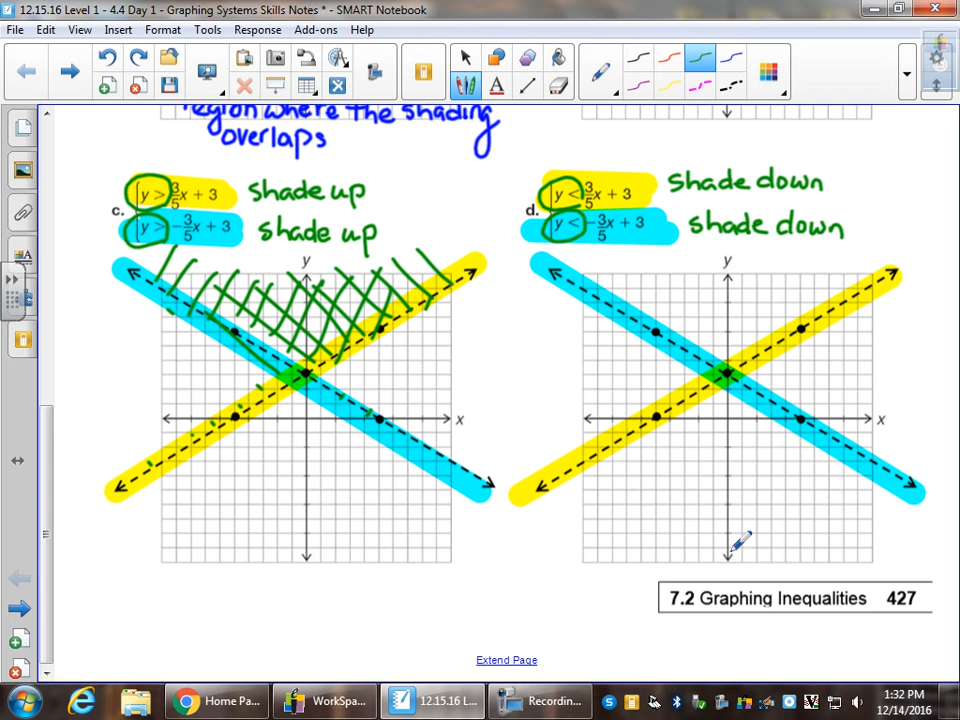 12.15.16 Level 1 - 4.4 Day 1 - Graphing Systems Skills Notes * - SMART Notebook
File Edit View Insert Format Tools Response Add-ons Help
region where the shading
overlaps
c.
y > 3/5x + 3 shade up
y > -3/5x + 3 shade up
d.
y < 3/5x + 3 shade down
y < -3/5x + 3 shade down
y
x
y
x
7.2 Graphing Inequalities 427
Extend Page
Home Pa...
WorkSpa...
12.15.16 L...
Recordin...
1:32 PM
12/14/2016